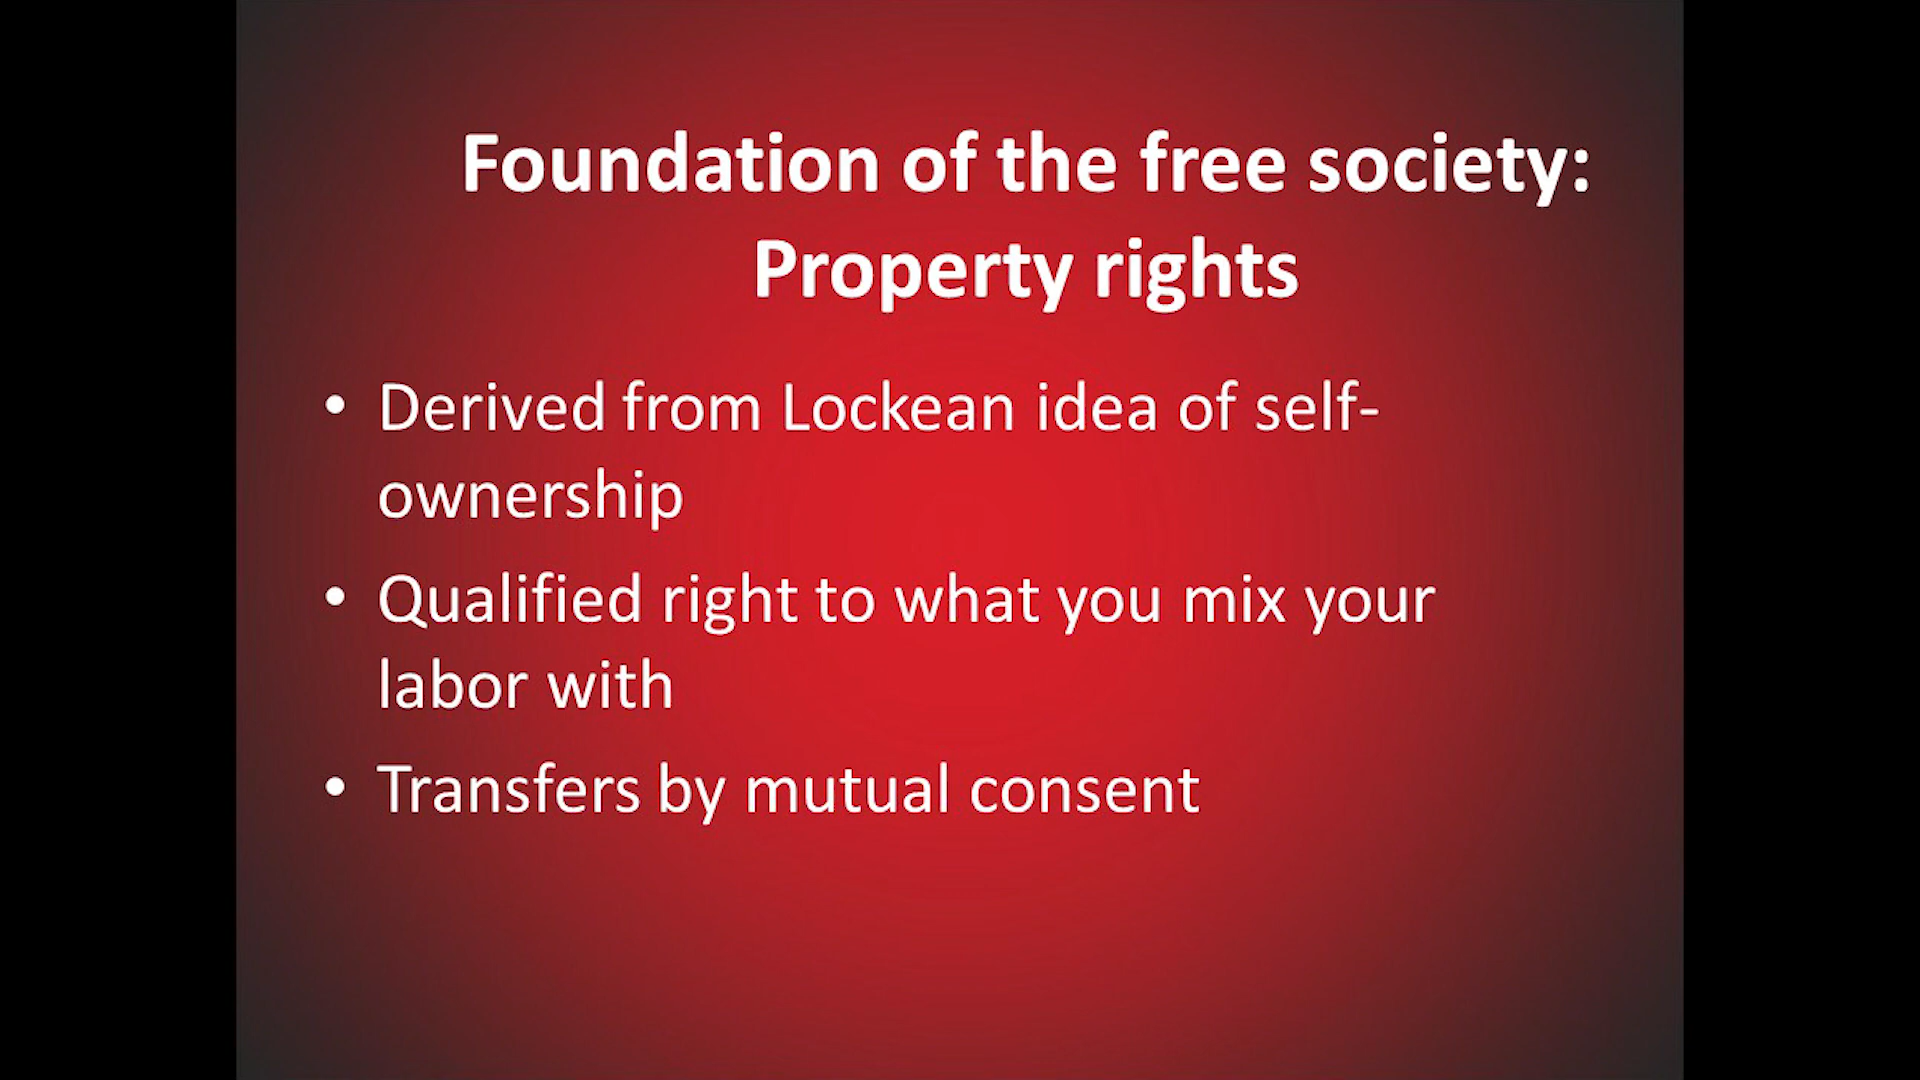 Foundation of the free society:
Property rights
• Derived from Lockean idea of self-
ownership
• Qualified right to what you mix your
labor with
• Transfers by mutual consent